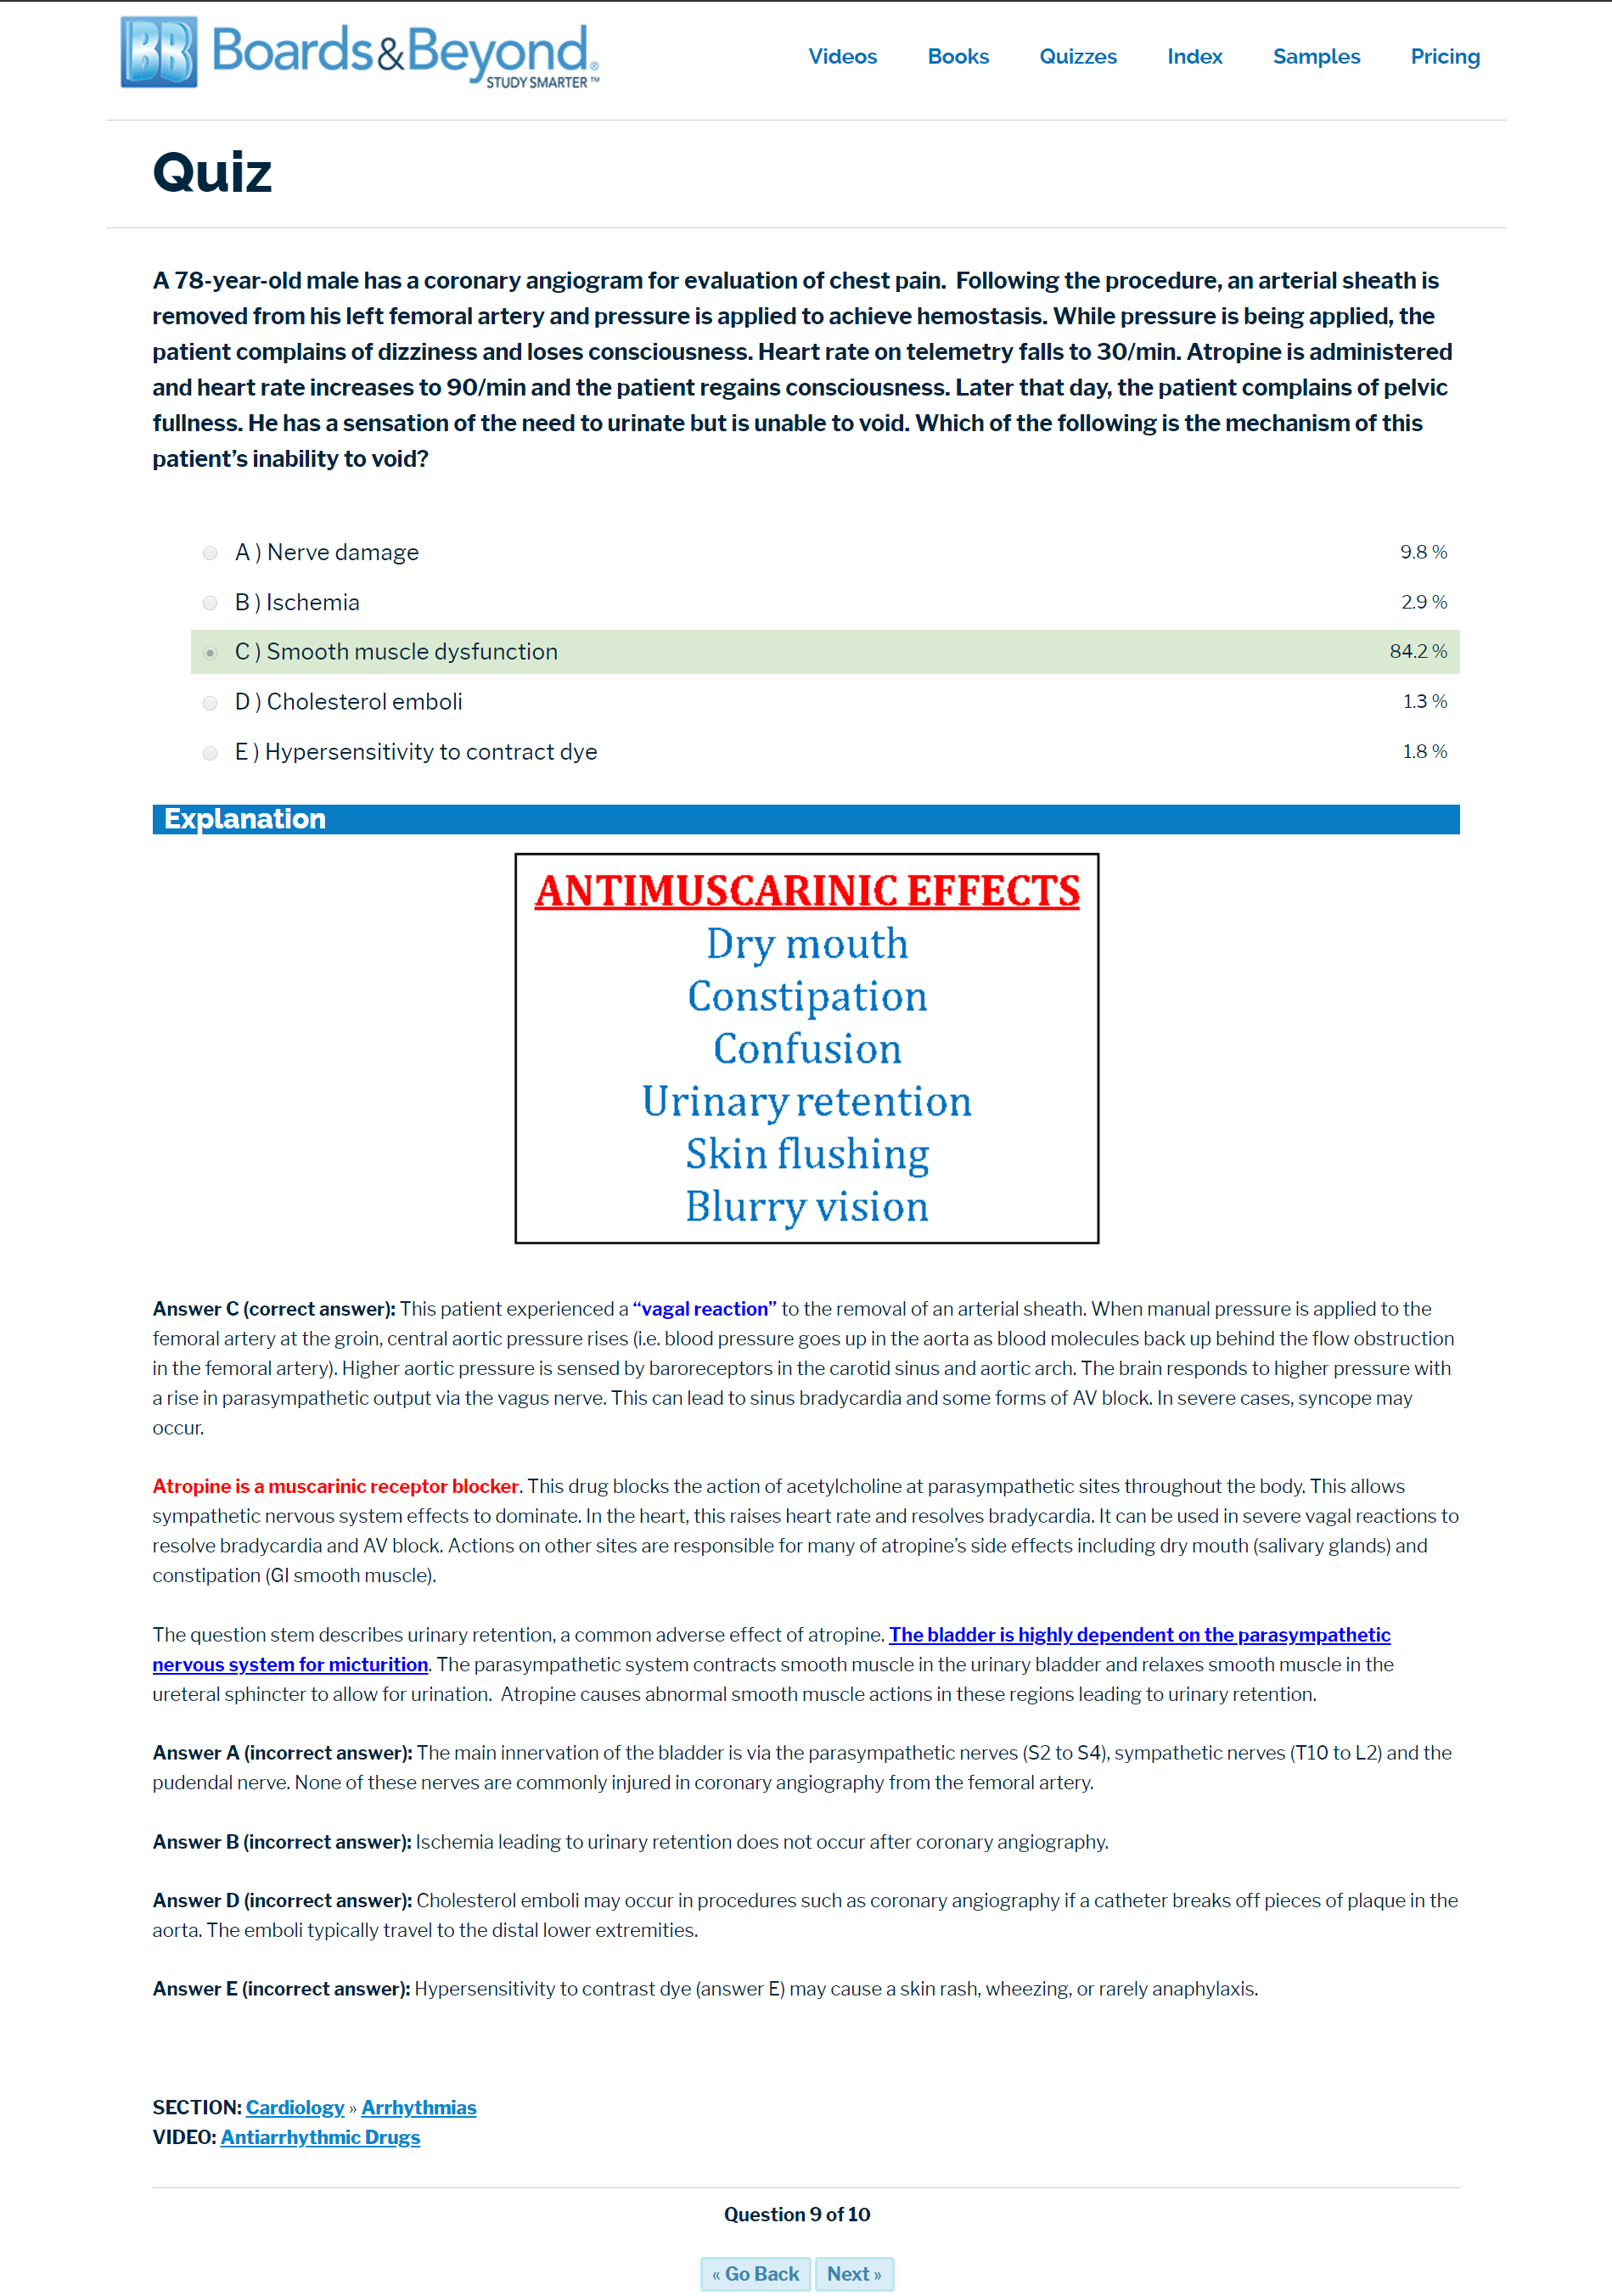 BB Boards&Beyond®
STUDY SMARTER™
Videos Books Quizzes Index Samples Pricing
Quiz
A 78-year-old male has a coronary angiogram for evaluation of chest pain.  Following the procedure, an arterial sheath is
removed from his left femoral artery and pressure is applied to achieve hemostasis. While pressure is being applied, the
patient complains of dizziness and loses consciousness. Heart rate on telemetry falls to 30/min. Atropine is administered
and heart rate increases to 90/min and the patient regains consciousness. Later that day, the patient complains of pelvic
fullness. He has a sensation of the need to urinate but is unable to void. Which of the following is the mechanism of this
patient’s inability to void?
A ) Nerve damage 9.8 %
B ) Ischemia 2.9 %
C ) Smooth muscle dysfunction 84.2 %
D ) Cholesterol emboli 1.3 %
E ) Hypersensitivity to contract dye 1.8 %
Explanation
ANTIMUSCARINIC EFFECTS
Dry mouth
Constipation
Confusion
Urinary retention
Skin flushing
Blurry vision
Answer C (correct answer): This patient experienced a “vagal reaction” to the removal of an arterial sheath. When manual pressure is applied to the
femoral artery at the groin, central aortic pressure rises (i.e. blood pressure goes up in the aorta as blood molecules back up behind the flow obstruction
in the femoral artery). Higher aortic pressure is sensed by baroreceptors in the carotid sinus and aortic arch. The brain responds to higher pressure with
a rise in parasympathetic output via the vagus nerve. This can lead to sinus bradycardia and some forms of AV block. In severe cases, syncope may
occur.
Atropine is a muscarinic receptor blocker. This drug blocks the action of acetylcholine at parasympathetic sites throughout the body. This allows
sympathetic nervous system effects to dominate. In the heart, this raises heart rate and resolves bradycardia. It can be used in severe vagal reactions to
resolve bradycardia and AV block. Actions on other sites are responsible for many of atropine’s side effects including dry mouth (salivary glands) and
constipation (GI smooth muscle).
The question stem describes urinary retention, a common adverse effect of atropine. The bladder is highly dependent on the parasympathetic
nervous system for micturition. The parasympathetic system contracts smooth muscle in the urinary bladder and relaxes smooth muscle in the
ureteral sphincter to allow for urination.  Atropine causes abnormal smooth muscle actions in these regions leading to urinary retention.
Answer A (incorrect answer): The main innervation of the bladder is via the parasympathetic nerves (S2 to S4), sympathetic nerves (T10 to L2) and the
pudendal nerve. None of these nerves are commonly injured in coronary angiography from the femoral artery.
Answer B (incorrect answer): Ischemia leading to urinary retention does not occur after coronary angiography.
Answer D (incorrect answer): Cholesterol emboli may occur in procedures such as coronary angiography if a catheter breaks off pieces of plaque in the
aorta. The emboli typically travel to the distal lower extremities.
Answer E (incorrect answer): Hypersensitivity to contrast dye (answer E) may cause a skin rash, wheezing, or rarely anaphylaxis.
SECTION: Cardiology » Arrhythmias
VIDEO: Antiarrhythmic Drugs
Question 9 of 10
« Go Back Next »